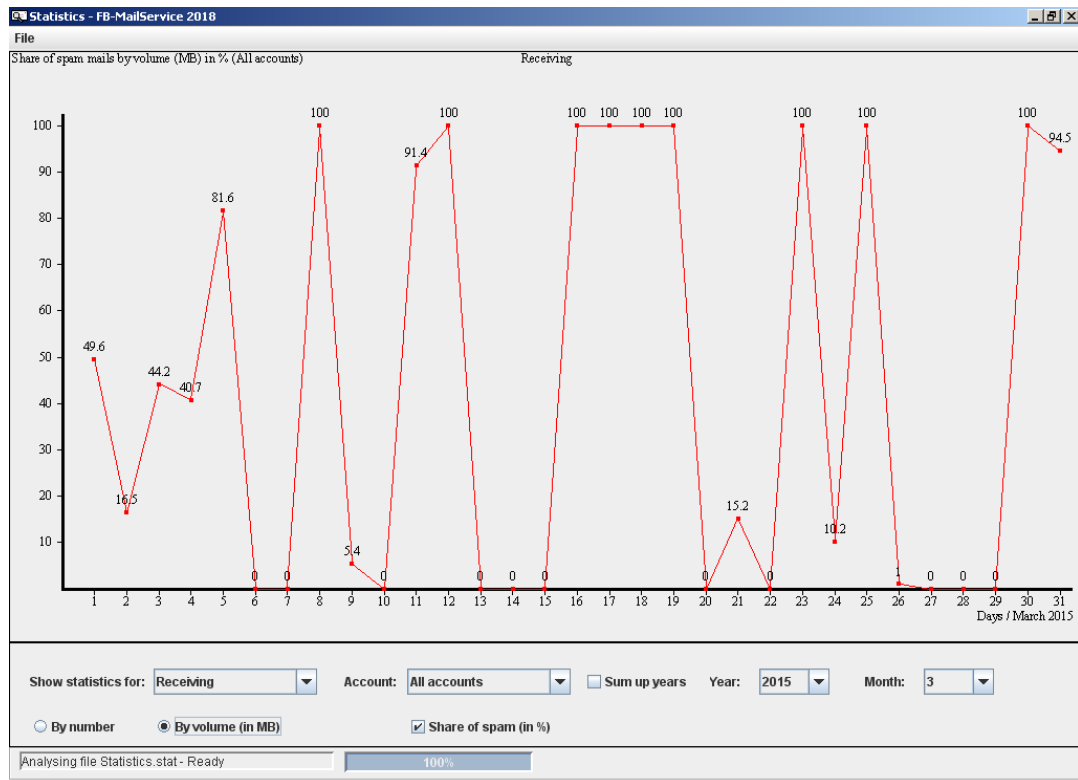 Statistics - FB-MailService 2018
File
Share of spam mails by volume (MB) in % (All accounts) Receiving
100 100 100 100 100 100 100 100 100
100
94.5
91.4
90
81.6
80
70
60
50
49.6
44.2
40.7
40
30
20
16.5
15.2
10.2
10
5.4
0 0 0 0 0 0 0 0 1 0 0 0
1 2 3 4 5 6 7 8 9 10 11 12 13 14 15 16 17 18 19 20 21 22 23 24 25 26 27 28 29 30 31
Days / March 2015
Show statistics for: Receiving Account: All accounts Sum up years Year: 2015 Month: 3
By number By volume (in MB) Share of spam (in %)
Analysing file Statistics.stat - Ready 100%